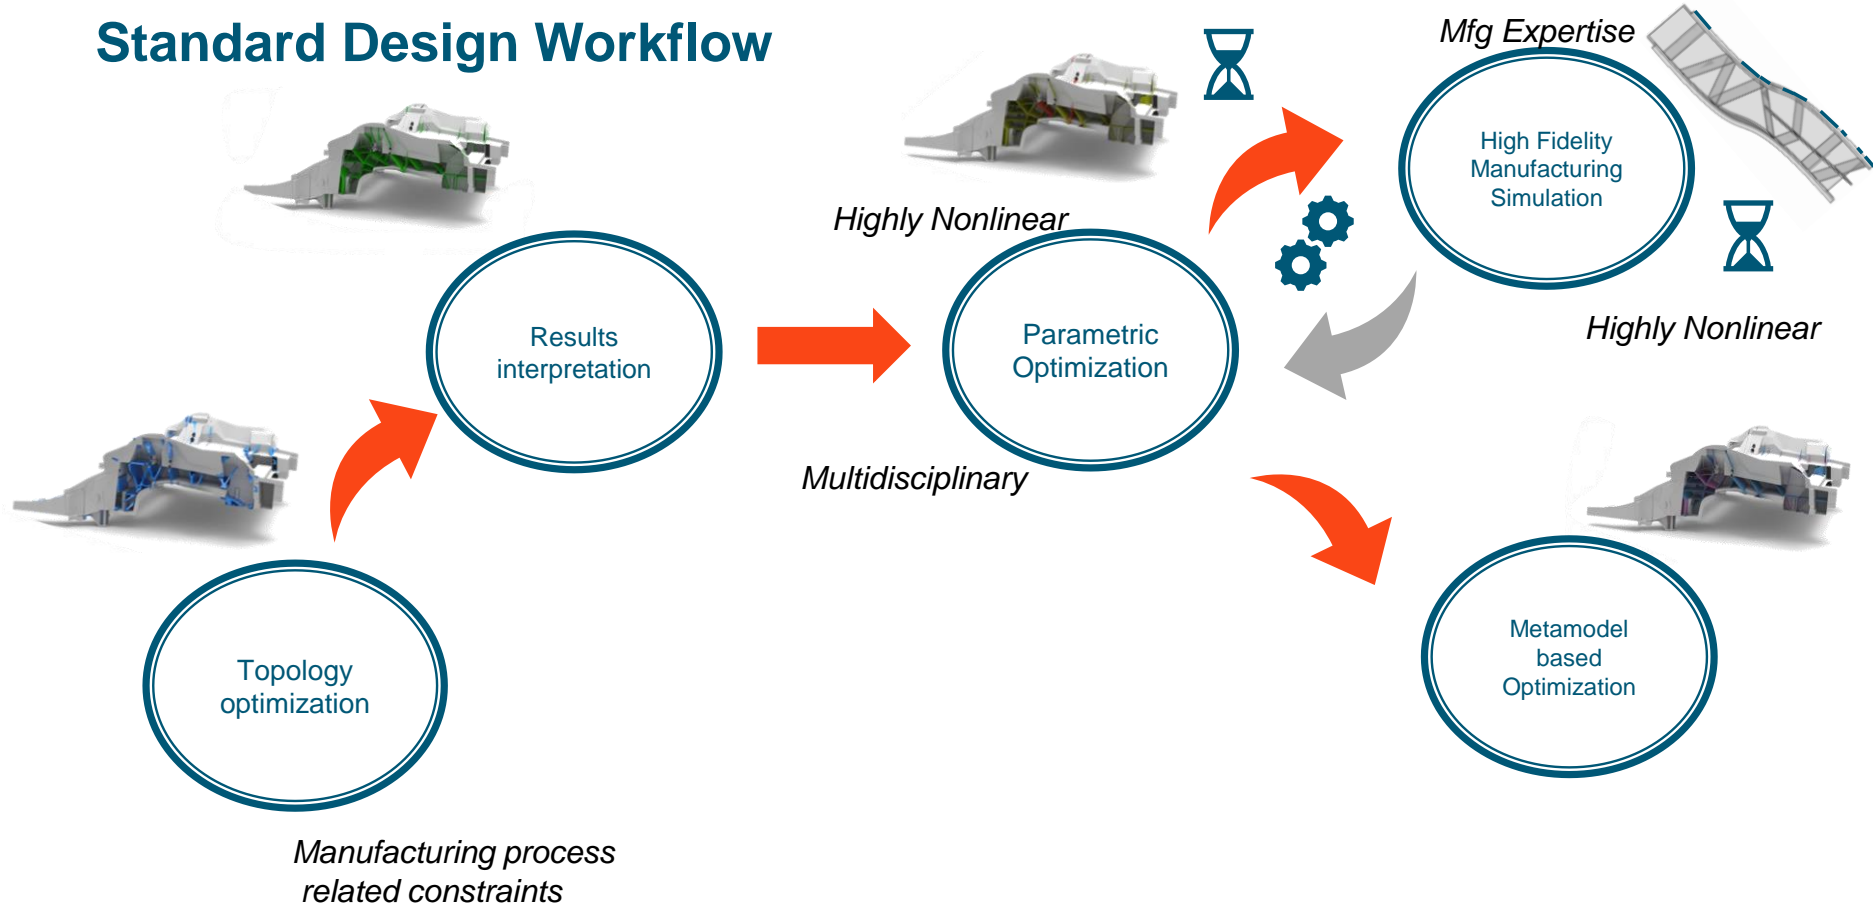 Standard Design Workflow
Mfg Expertise
High Fidelity
Manufacturing
Simulation
Highly Nonlinear
Highly Nonlinear
Results
interpretation
Parametric
Optimization
Multidisciplinary
Topology
optimization
Metamodel
based
Optimization
Manufacturing process
related constraints